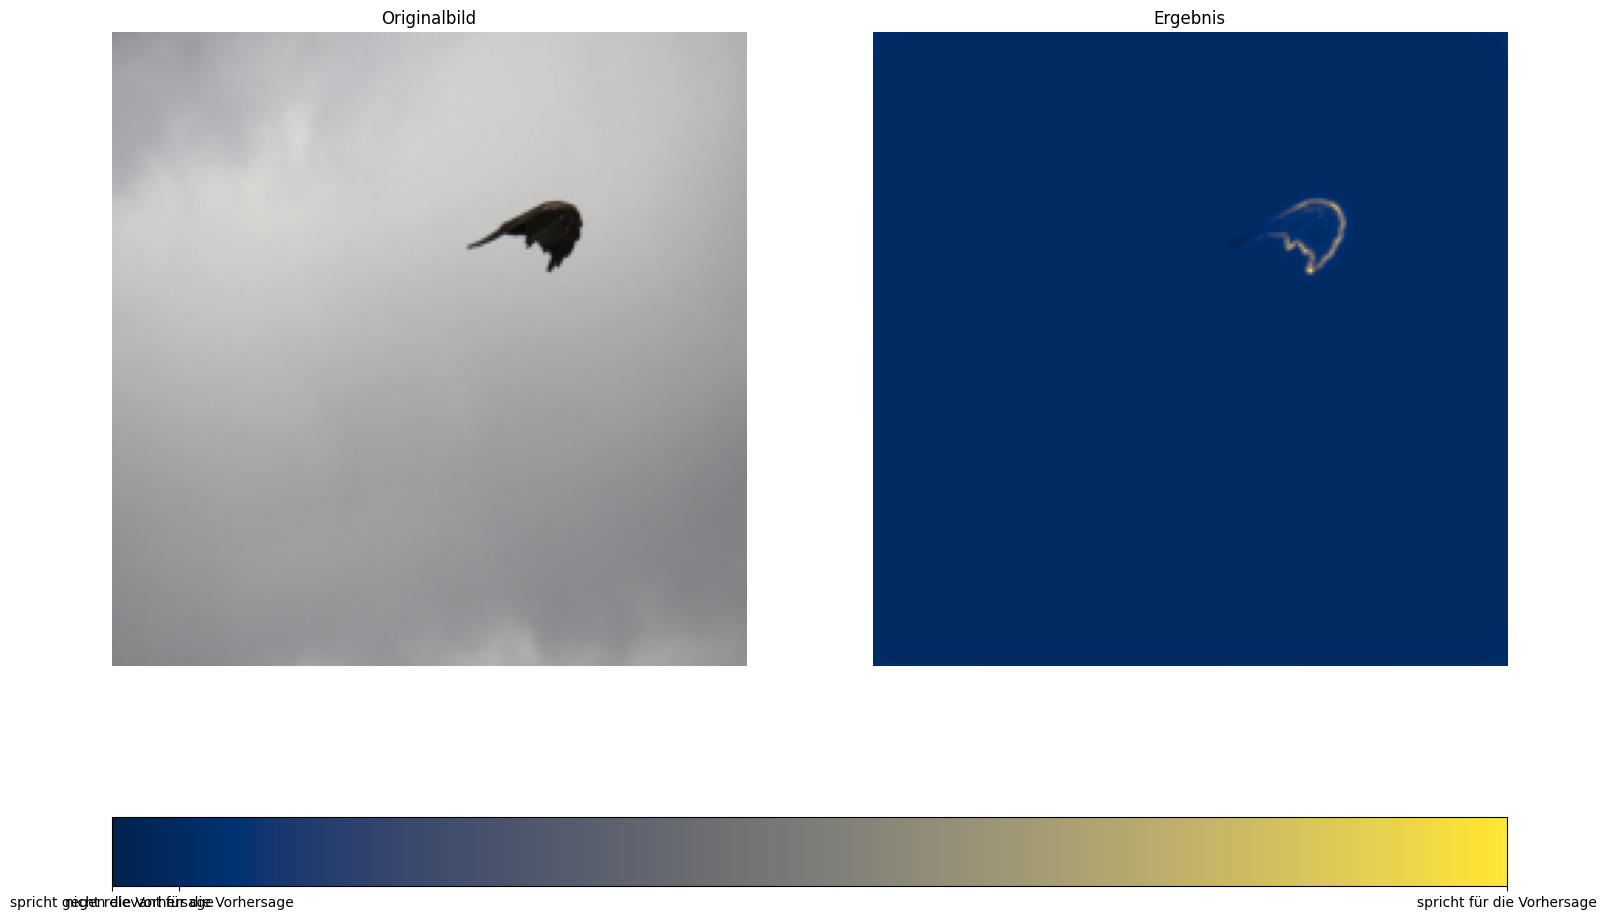 Originalbild
Ergebnis
spricht gegen die Vorhersage
nicht relevant für die Vorhersage
spricht für die Vorhersage